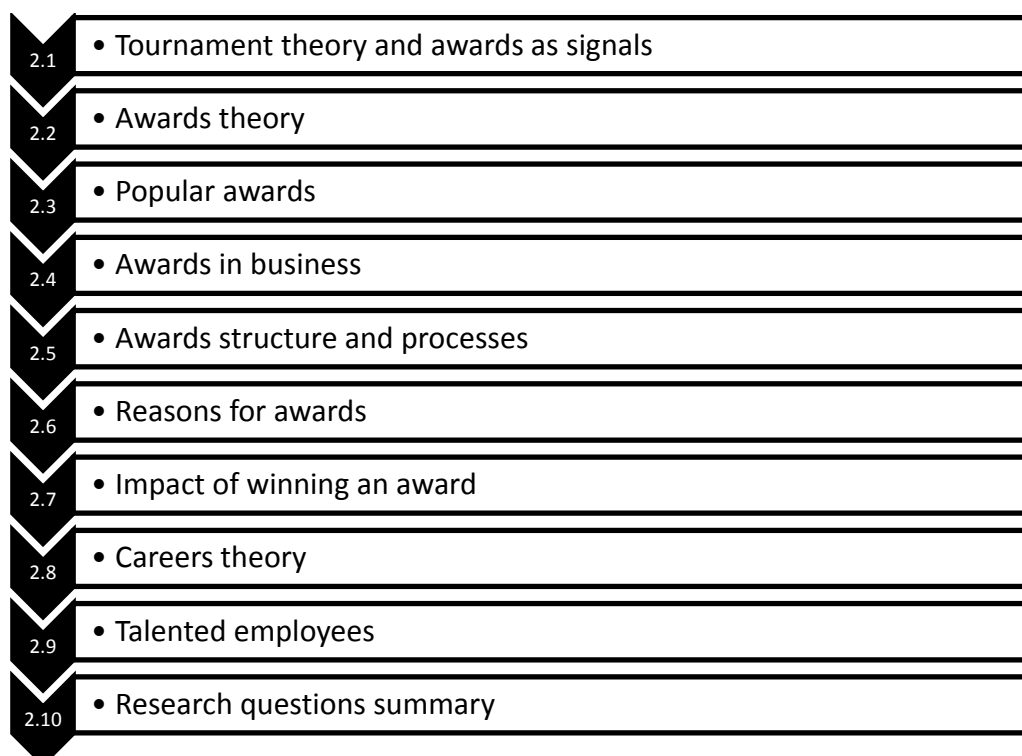 2.1 • Tournament theory and awards as signals
2.2 • Awards theory
2.3 • Popular awards
2.4 • Awards in business
2.5 • Awards structure and processes
2.6 • Reasons for awards
2.7 • Impact of winning an award
2.8 • Careers theory
2.9 • Talented employees
2.10 • Research questions summary